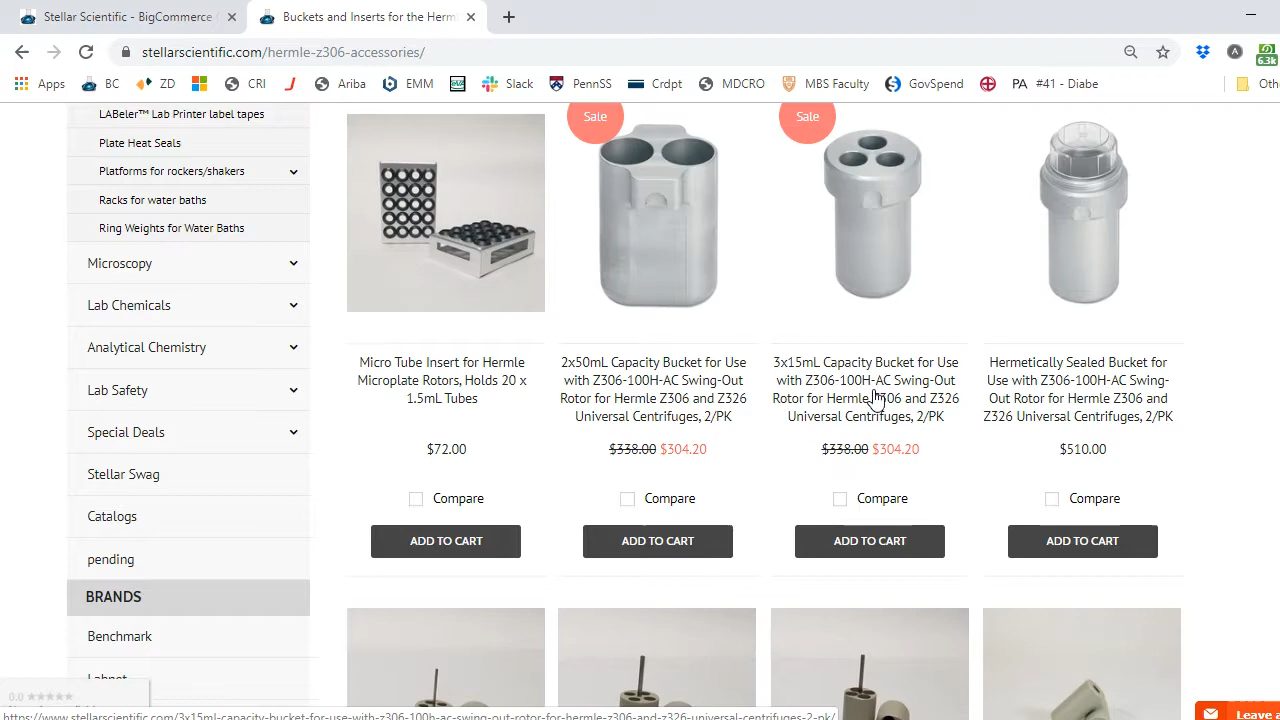 Stellar Scientific - BigCommerce
Buckets and Inserts for the Herm
stellarscientific.com/hermle-z306-accessories/
A
6.3k
Apps
BC
ZD
CRI
Ariba
EMM
Slack
PennSS
Crdpt
MDCRO
MBS Faculty
GovSpend
PA
#41 - Diabe
Oth
LABeler™ Lab Printer label tapes
Plate Heat Seals
Platforms for rockers/shakers
Racks for water baths
Ring Weights for Water Baths
Microscopy
Lab Chemicals
Analytical Chemistry
Lab Safety
Special Deals
Stellar Swag
Catalogs
pending
BRANDS
Benchmark
Labnet
0.0
Micro Tube Insert for Hermle
Microplate Rotors, Holds 20 x
1.5mL Tubes
$72.00
Compare
ADD TO CART
Sale
2x50mL Capacity Bucket for Use
with Z306-100H-AC Swing-Out
Rotor for Hermle Z306 and Z326
Universal Centrifuges, 2/PK
$338.00 $304.20
Compare
ADD TO CART
Sale
3x15mL Capacity Bucket for Use
with Z306-100H-AC Swing-Out
Rotor for Hermle Z306 and Z326
Universal Centrifuges, 2/PK
$338.00 $304.20
Compare
ADD TO CART
Hermetically Sealed Bucket for
Use with Z306-100H-AC Swing-
Out Rotor for Hermle Z306 and
Z326 Universal Centrifuges, 2/PK
$510.00
Compare
ADD TO CART
Leave a
https://www.stellarscientific.com/3x15ml-capacity-bucket-for-use-with-z306-100h-ac-swing-out-rotor-for-hermle-z306-and-z326-universal-centrifuges-2-pk/